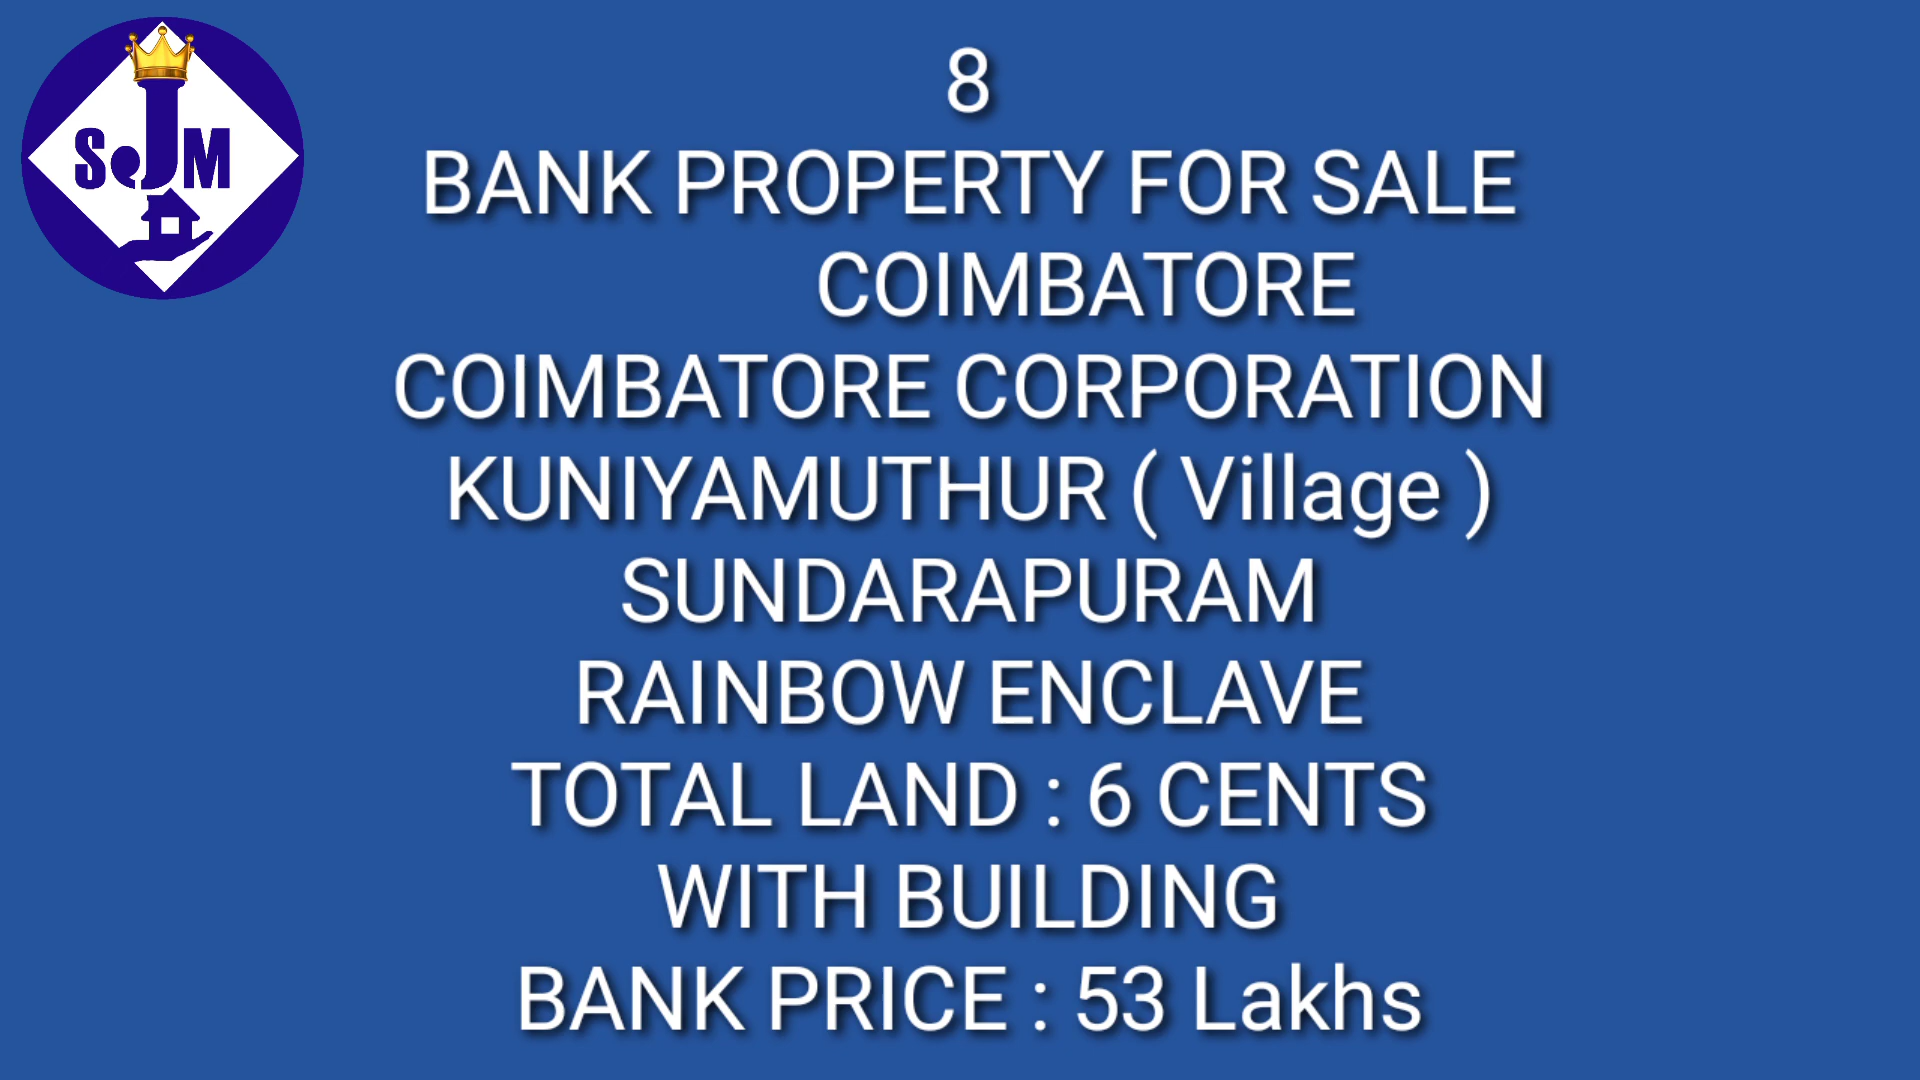 SJM
8
BANK PROPERTY FOR SALE
COIMBATORE
COIMBATORE CORPORATION
KUNIYAMUTHUR ( Village )
SUNDARAPURAM
RAINBOW ENCLAVE
TOTAL LAND : 6 CENTS
WITH BUILDING
BANK PRICE : 53 Lakhs